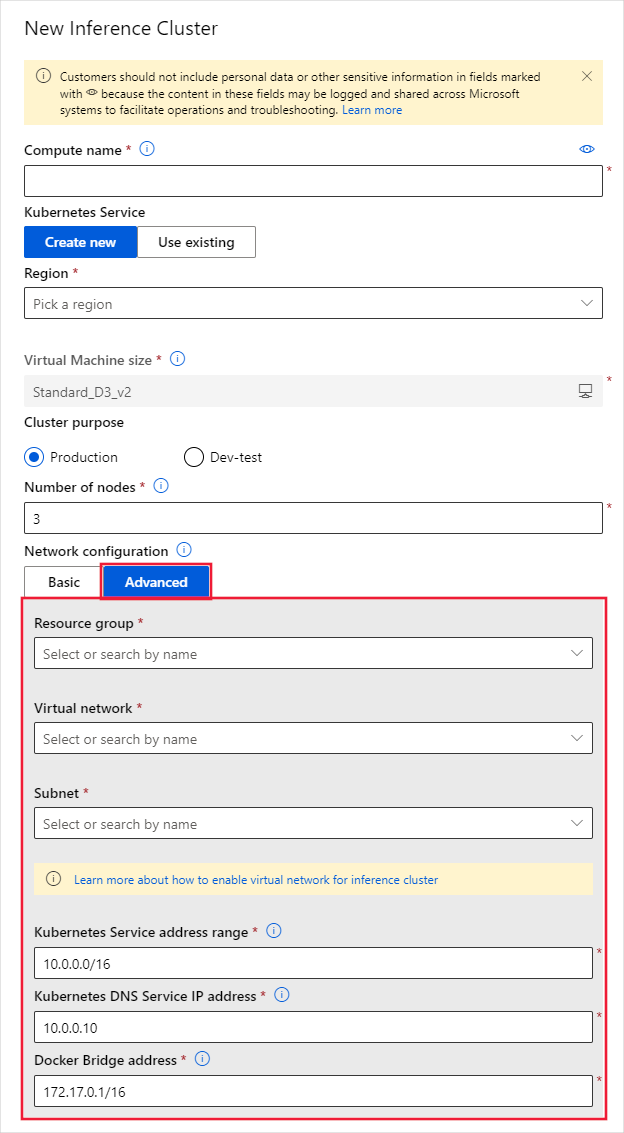 New Inference Cluster
Customers should not include personal data or other sensitive information in fields marked
with because the content in these fields may be logged and shared across Microsoft
systems to facilitate operations and troubleshooting. Learn more
Compute name *
*
Kubernetes Service
Create new Use existing
Region *
Pick a region
Virtual Machine size *
*
Standard_D3_v2
Cluster purpose
Production Dev-test
Number of nodes *
*
3
Network configuration
Basic Advanced
Resource group *
Select or search by name
Virtual network *
Select or search by name
Subnet *
Select or search by name
Learn more about how to enable virtual network for inference cluster
Kubernetes Service address range *
*
10.0.0.0/16
Kubernetes DNS Service IP address *
*
10.0.0.10
Docker Bridge address *
*
172.17.0.1/16